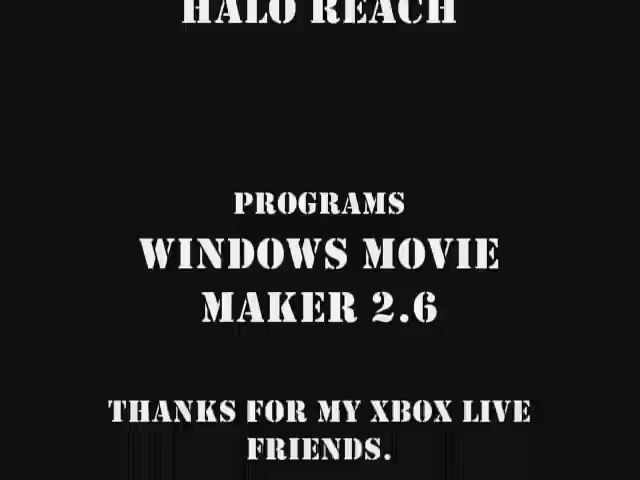 HALO REACH
PROGRAMS
WINDOWS MOVIE
MAKER 2.6
THANKS FOR MY XBOX LIVE
FRIENDS.